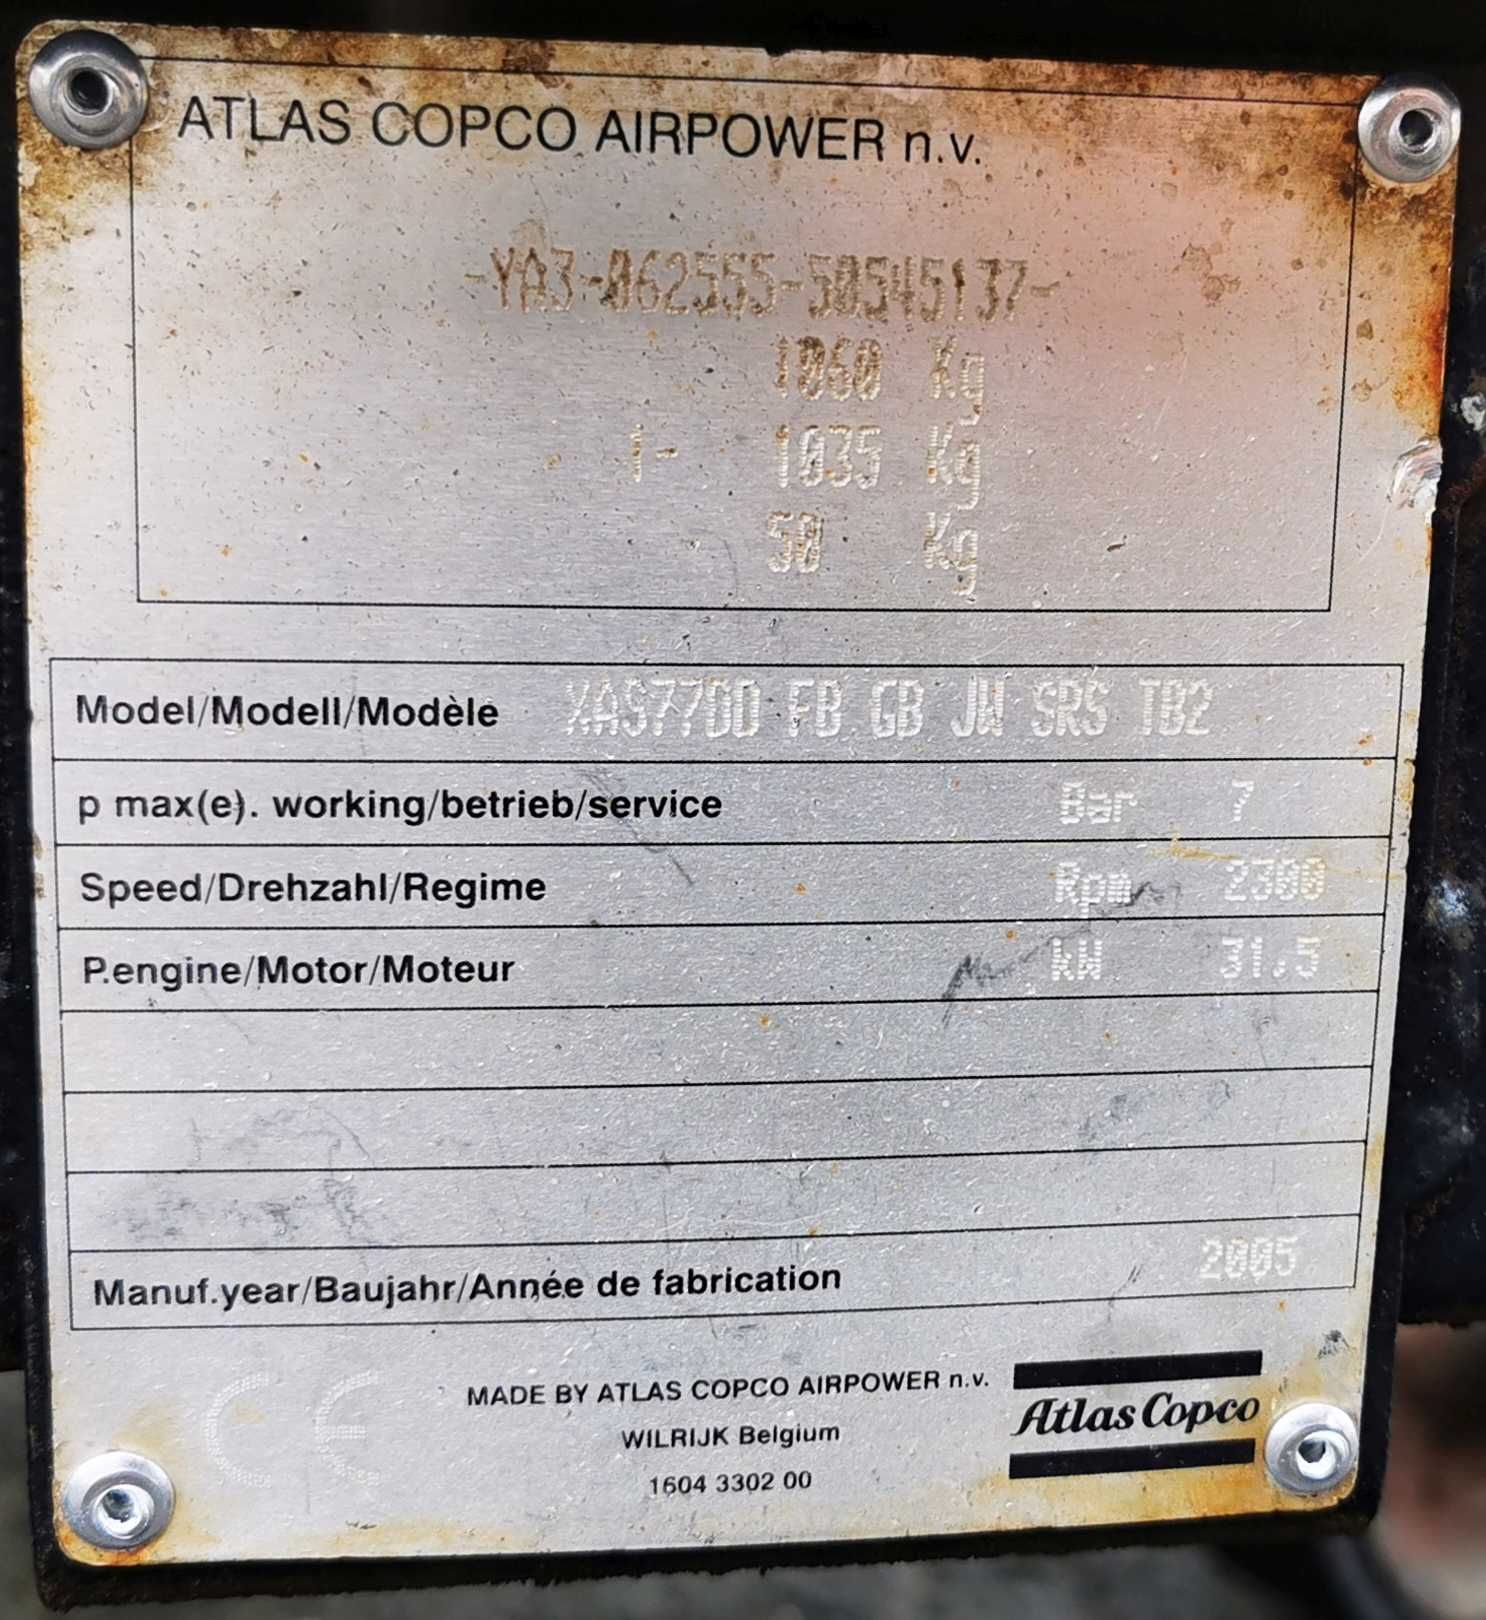 ATLAS COPCO AIRPOWER n.v.
-YA3-062555-50545137-
1060 Kg
1- 1035 Kg
50 Kg
Model/Modell/Modèle XAS77DD FB GB JW SRS TB2
p max(e). working/betrieb/service Bar 7
Speed/Drehzahl/Regime Rpm 2300
P.engine/Motor/Moteur kW 31.5
Manuf.year/Baujahr/Année de fabrication 2005
CE
MADE BY ATLAS COPCO AIRPOWER n.v.
WILRIJK Belgium
1604 3302 00
Atlas Copco